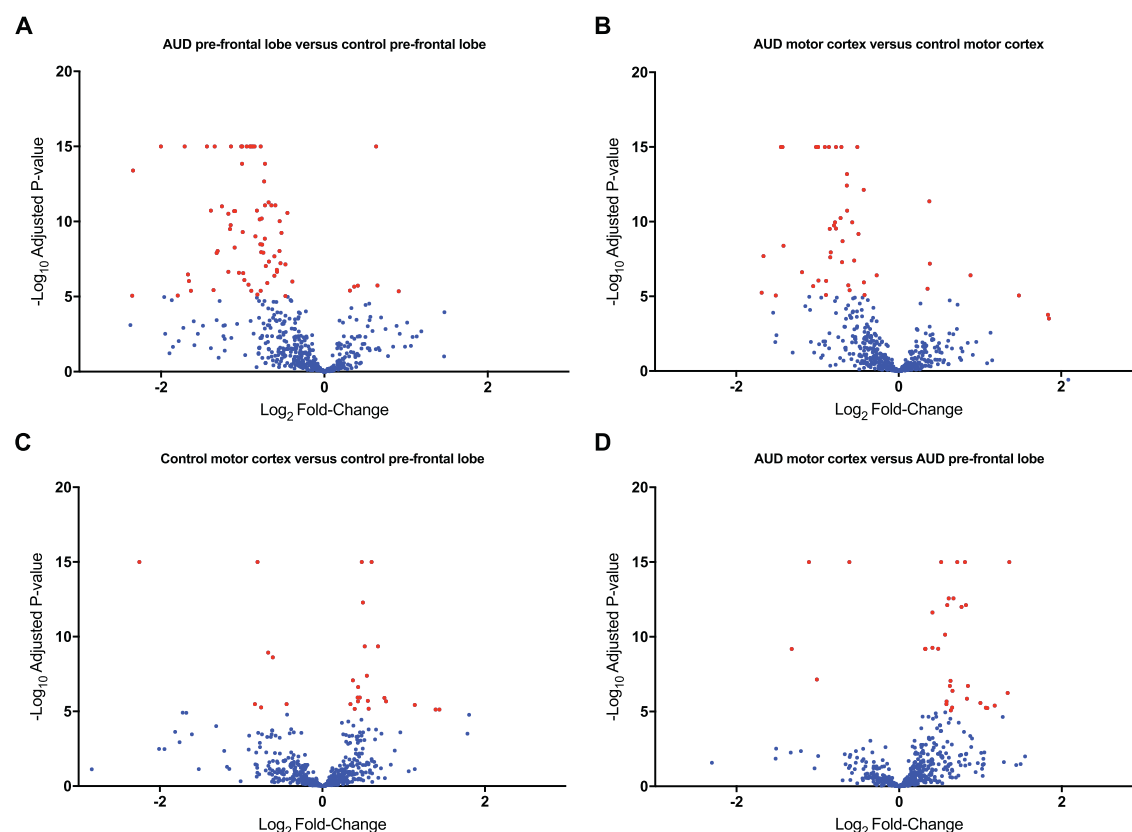 A
AUD pre-frontal lobe versus control pre-frontal lobe
20
15
10
5
0
-Log10 Adjusted P-value
-2
0
2
Log2 Fold-Change
B
AUD motor cortex versus control motor cortex
20
15
10
5
0
-Log10 Adjusted P-value
-2
0
2
Log2 Fold-Change
C
Control motor cortex versus control pre-frontal lobe
20
15
10
5
0
-Log10 Adjusted P-value
-2
0
2
Log2 Fold-Change
D
AUD motor cortex versus AUD pre-frontal lobe
20
15
10
5
0
-Log10 Adjusted P-value
-2
0
2
Log2 Fold-Change